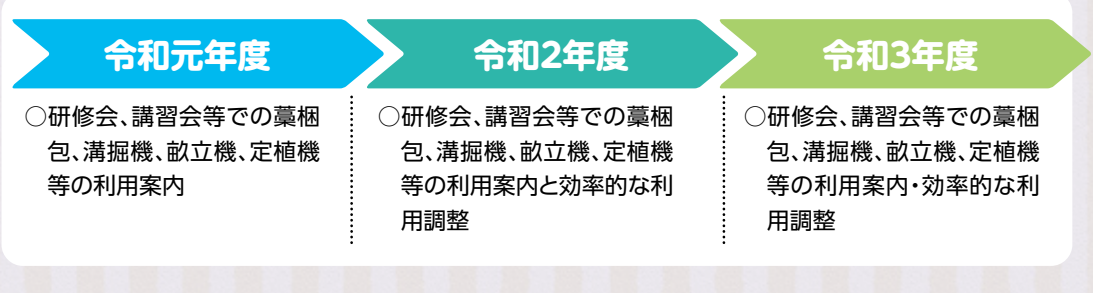 令和元年度
○研修会、講習会等での藁梱
包、溝掘機、畝立機、定植機
等の利用案内
令和2年度
○研修会、講習会等での藁梱
包、溝掘機、畝立機、定植機
等の利用案内と効率的な利
用調整
令和3年度
○研修会、講習会等での藁梱
包、溝掘機、畝立機、定植機
等の利用案内・効率的な利
用調整